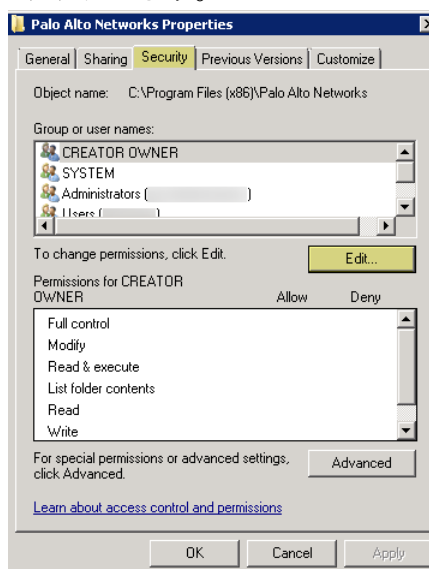 Palo Alto Networks Properties
General Sharing Security Previous Versions Customize
Object name: C:\Program Files (x86)\Palo Alto Networks
Group or user names:
CREATOR OWNER
SYSTEM
Administrators ( )
Users ( )
To change permissions, click Edit.
Edit...
Permissions for CREATOR
OWNER Allow Deny
Full control
Modify
Read & execute
List folder contents
Read
Write
For special permissions or advanced settings,
click Advanced.
Advanced
Learn about access control and permissions
OK Cancel Apply